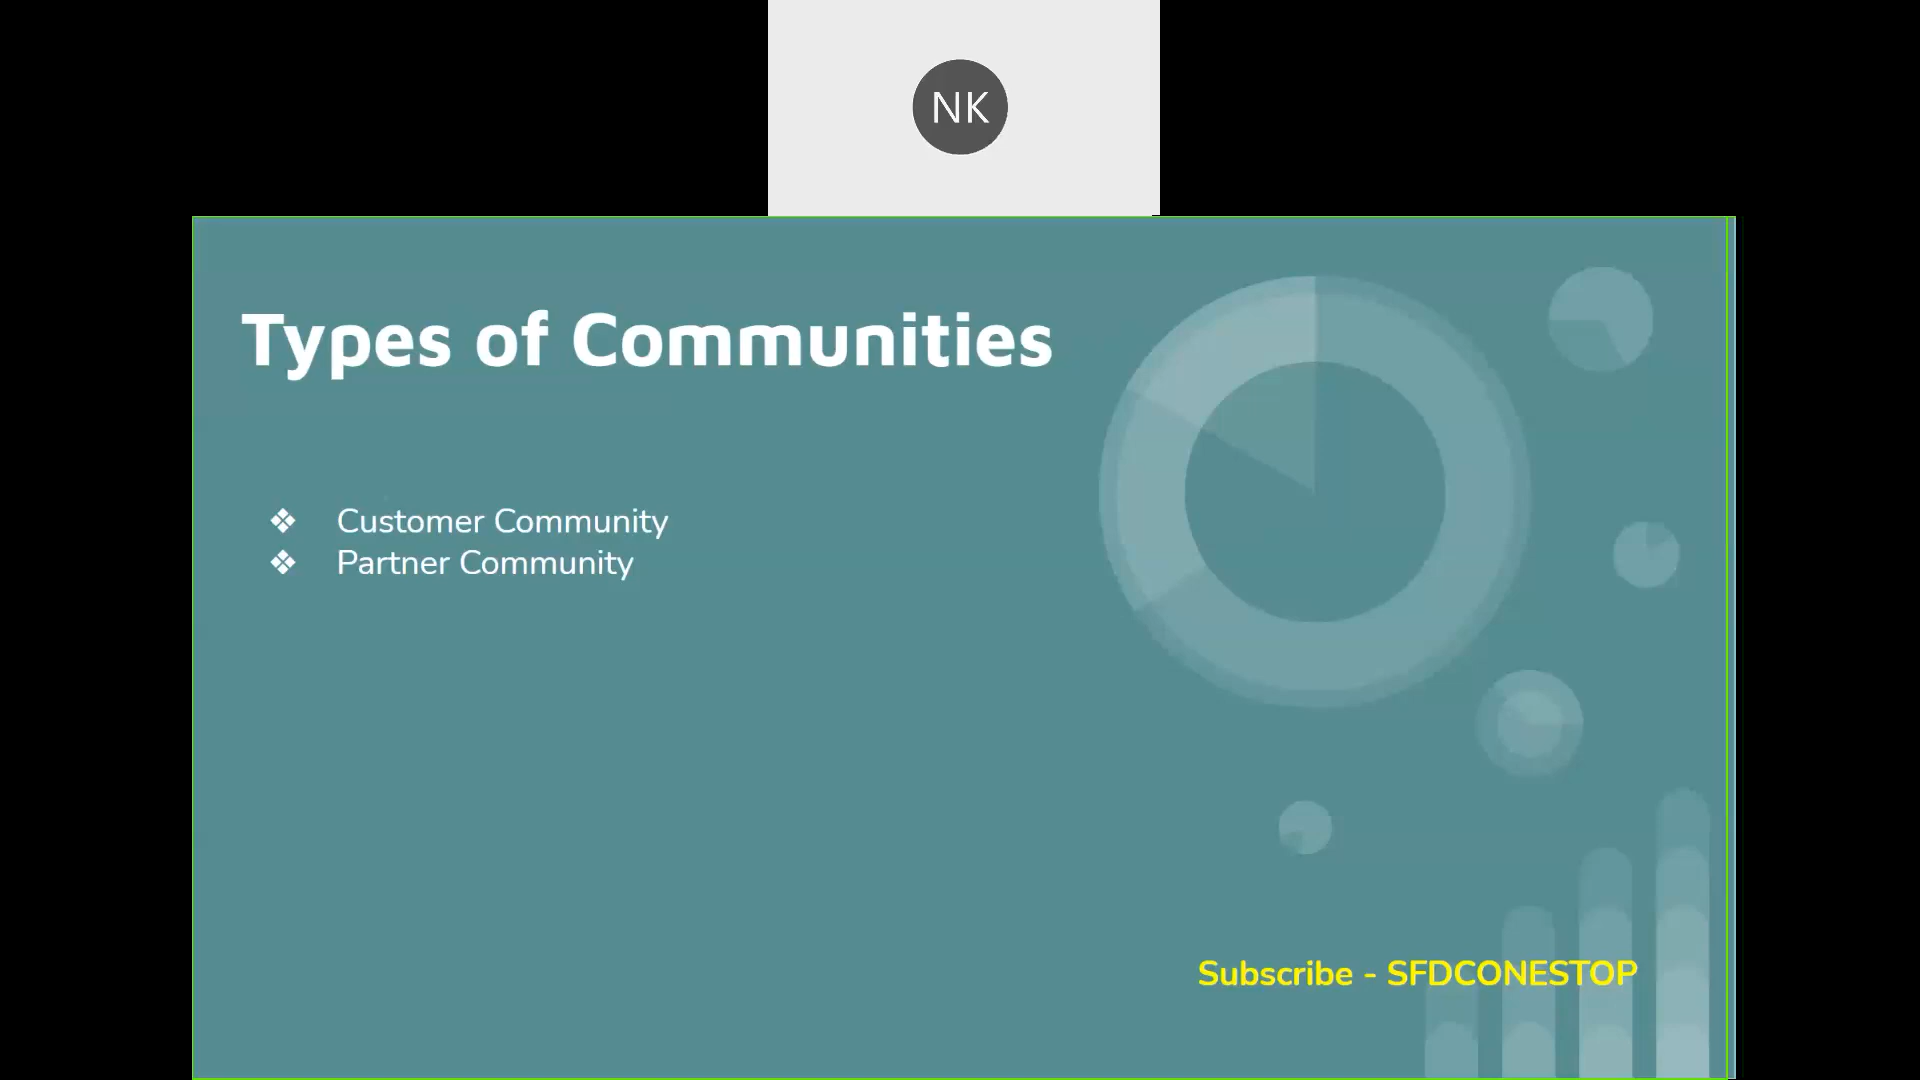 NK
Types of Communities
❖ Customer Community
❖ Partner Community
Subscribe - SFDCONESTOP